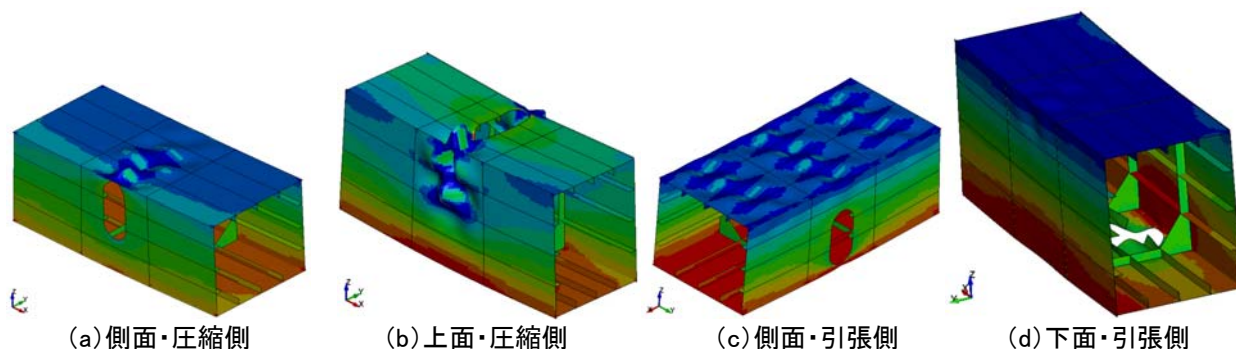 Z Y X
Z Y X
Z X Y
Z X Y
(a)側面・圧縮側
(b)上面・圧縮側
(c)側面・引張側
(d)下面・引張側